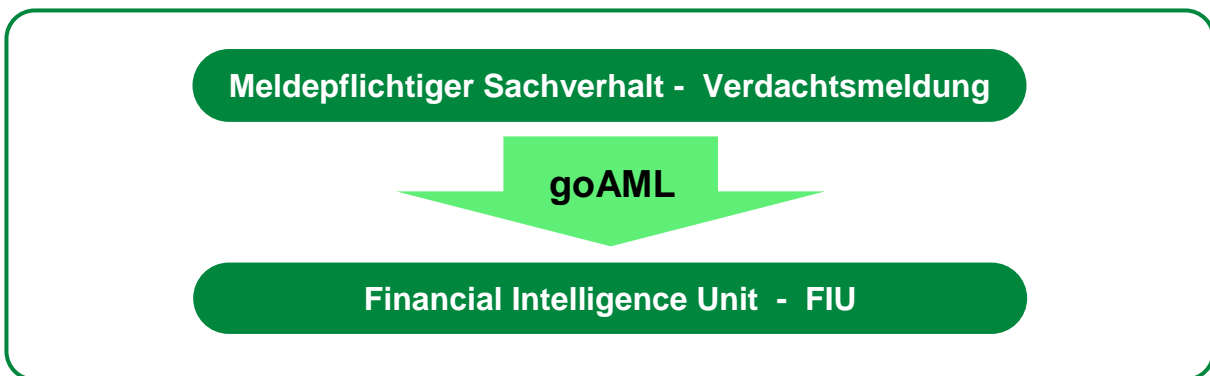 Meldepflichtiger Sachverhalt - Verdachtsmeldung
goAML
Financial Intelligence Unit - FIU